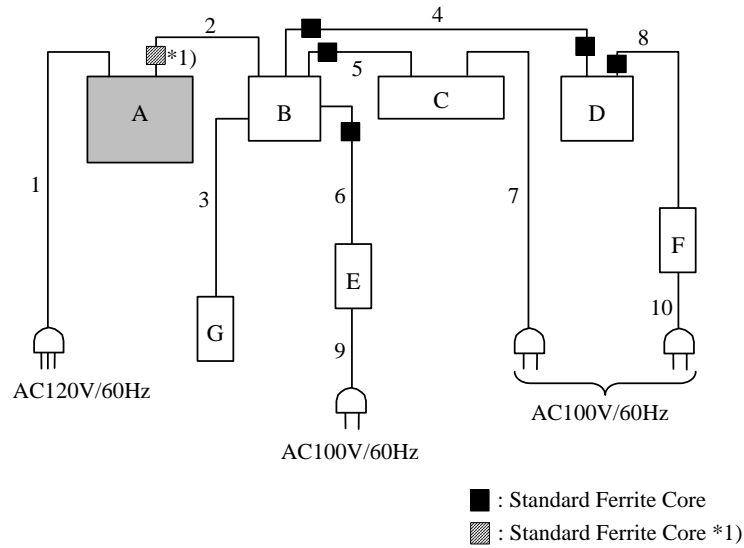 4
2
8
*1)
5
A
B
C
D
1
3
6
7
F
E
G
10
9
AC120V/60Hz
AC100V/60Hz
AC100V/60Hz
: Standard Ferrite Core
: Standard Ferrite Core *1)